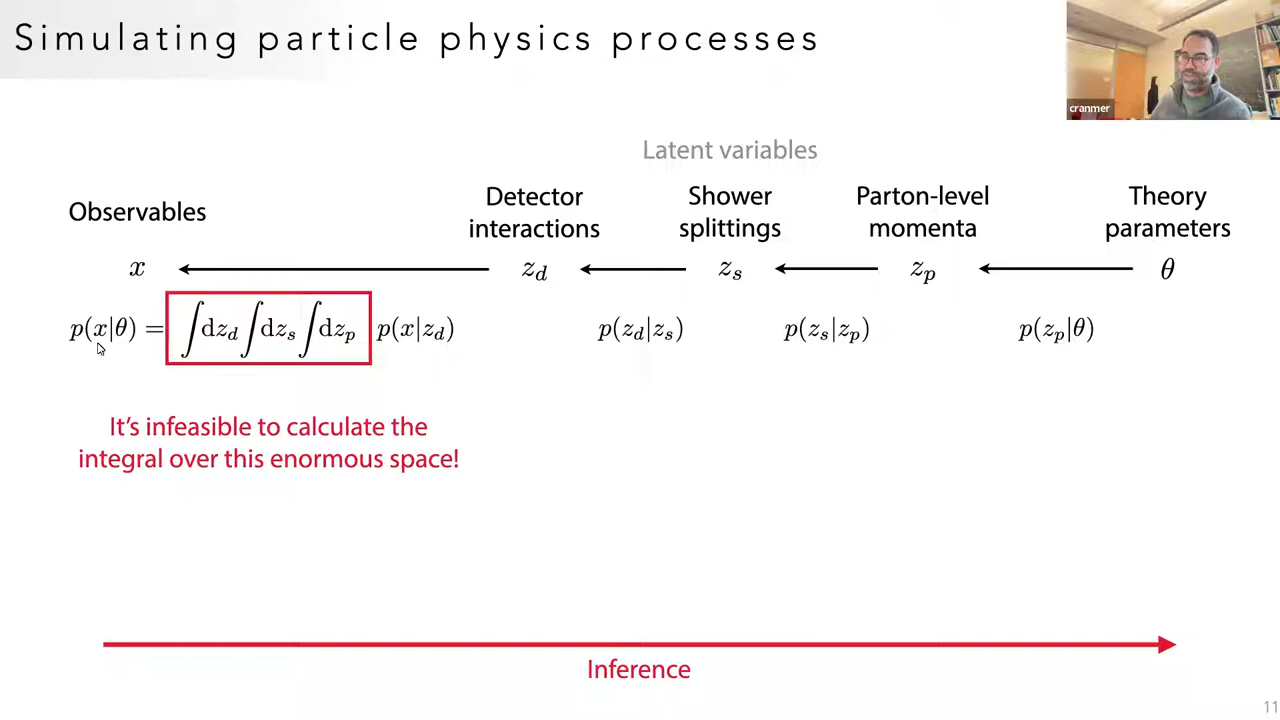 Simulating particle physics processes
cranmer
Latent variables
Observables
Detector
interactions
Shower
splittings
Parton-level
momenta
Theory
parameters
x ← z_d ← z_s ← z_p ← θ
p(x|θ) = ∫dz_d ∫dz_s ∫dz_p p(x|z_d) p(z_d|z_s) p(z_s|z_p) p(z_p|θ)
It's infeasible to calculate the
integral over this enormous space!
Inference
11